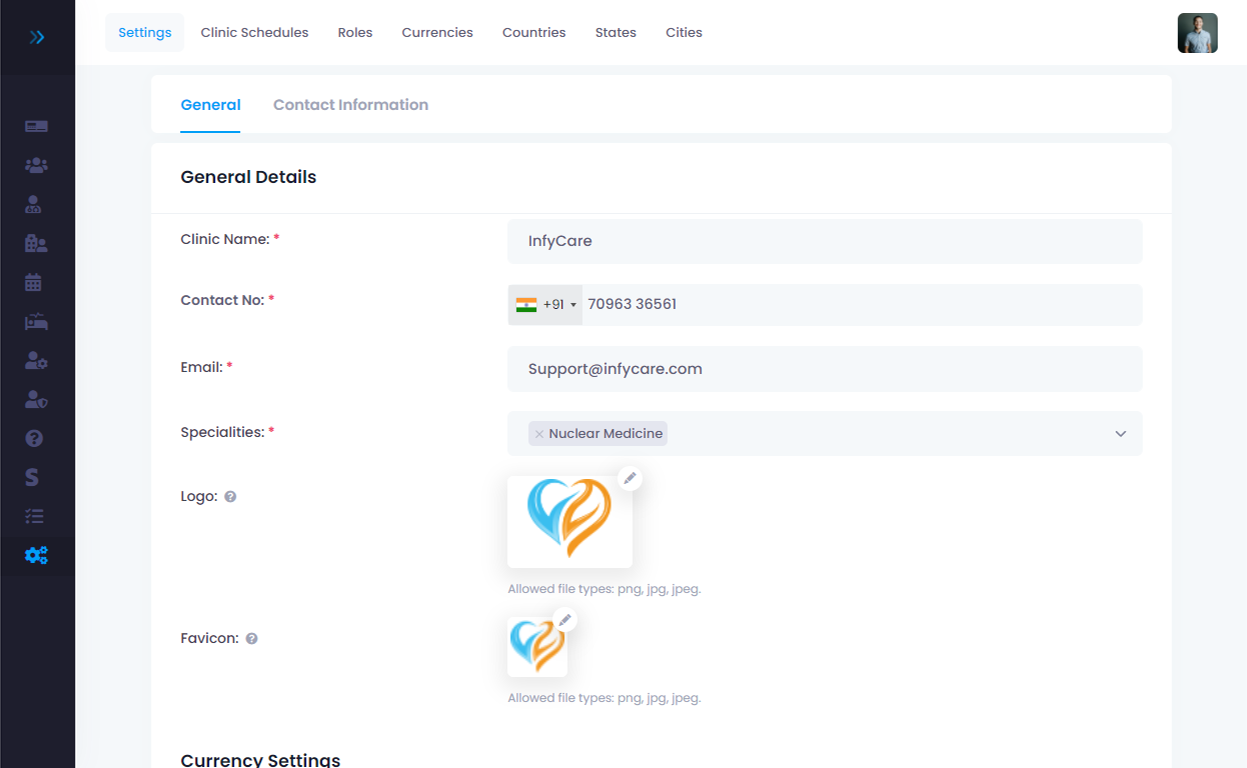 Settings Clinic Schedules Roles Currencies Countries States Cities
General Contact Information
General Details
Clinic Name: * InfyCare
Contact No: * +91 70963 36561
Email: * Support@infycare.com
Specialities: * × Nuclear Medicine
Logo:
Allowed file types: png, jpg, jpeg.
Favicon:
Allowed file types: png, jpg, jpeg.
Currency Settings